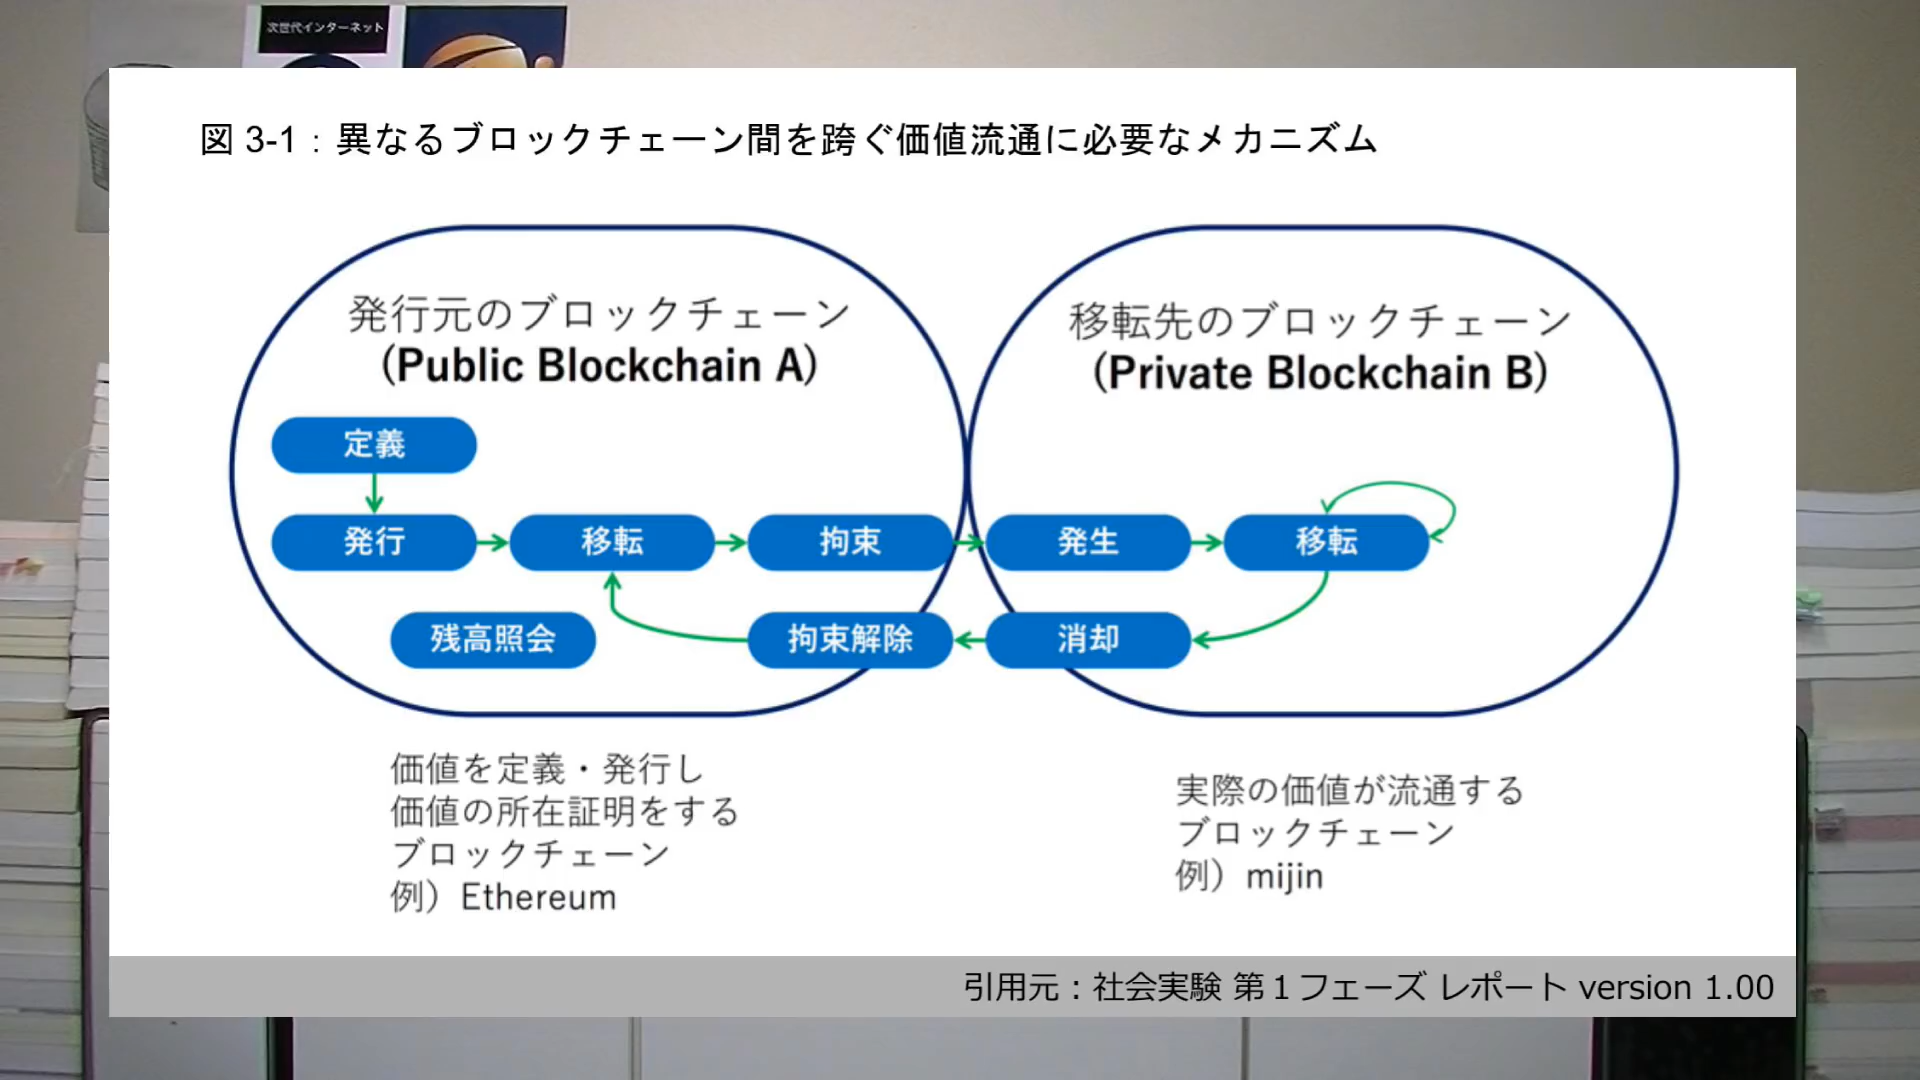 次世代インターネット
図 3-1：異なるブロックチェーン間を跨ぐ価値流通に必要なメカニズム
発行元のブロックチェーン
(Public Blockchain A)
定義
発行
移転
拘束
残高照会
拘束解除
移転先のブロックチェーン
(Private Blockchain B)
発生
移転
消却
価値を定義・発行し
価値の所在証明をする
ブロックチェーン
例）Ethereum
実際の価値が流通する
ブロックチェーン
例）mijin
引用元：社会実験 第１フェーズ レポート version 1.00